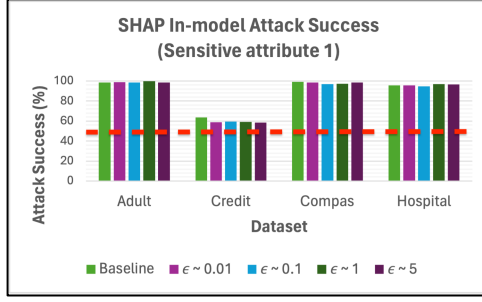 SHAP In-model Attack Success
(Sensitive attribute 1)
Attack Success (%)
100
80
60
40
20
0
Adult Credit Compas Hospital
Dataset
Baseline ϵ ~ 0.01 ϵ ~ 0.1 ϵ ~ 1 ϵ ~ 5